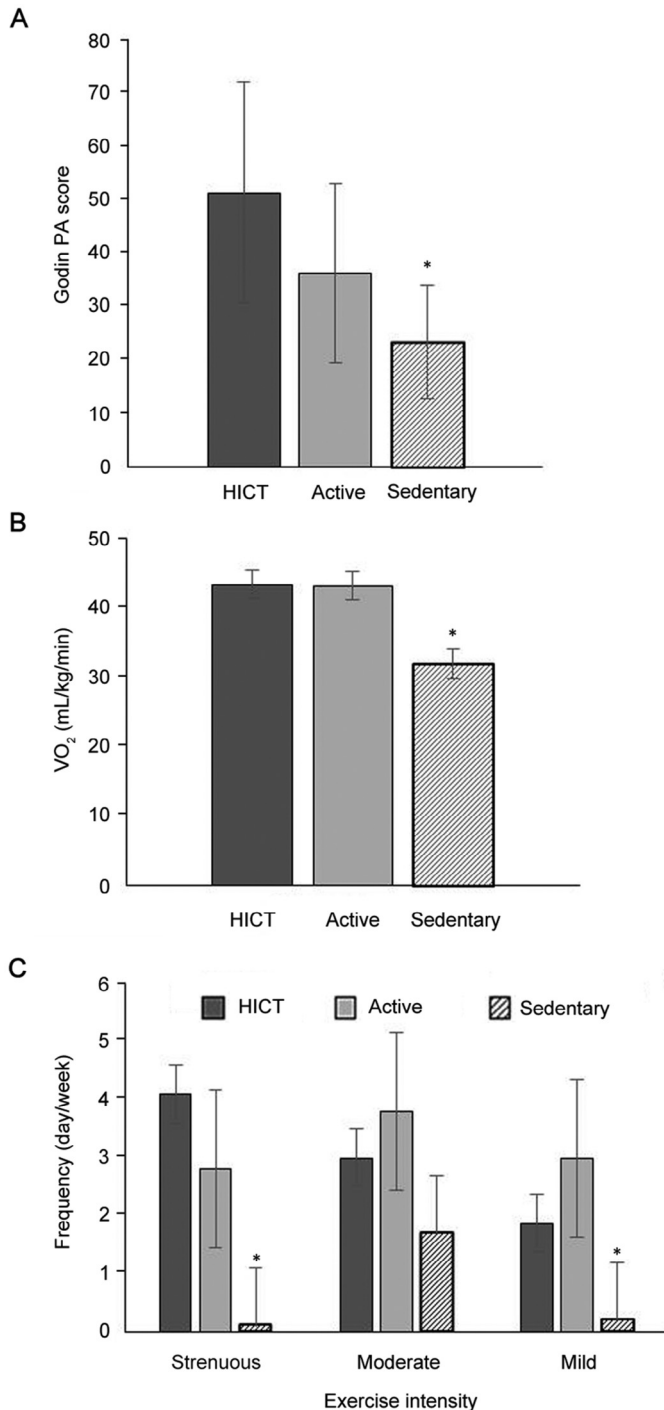 A
80
70
60
50
40
30
20
10
0
Godin PA score
*
HICT Active Sedentary
B
50
40
30
20
10
0
VO₂ (mL/kg/min)
*
HICT Active Sedentary
C
6
5
4
3
2
1
0
Frequency (day/week)
HICT Active Sedentary
* *
Strenuous Moderate Mild
Exercise intensity